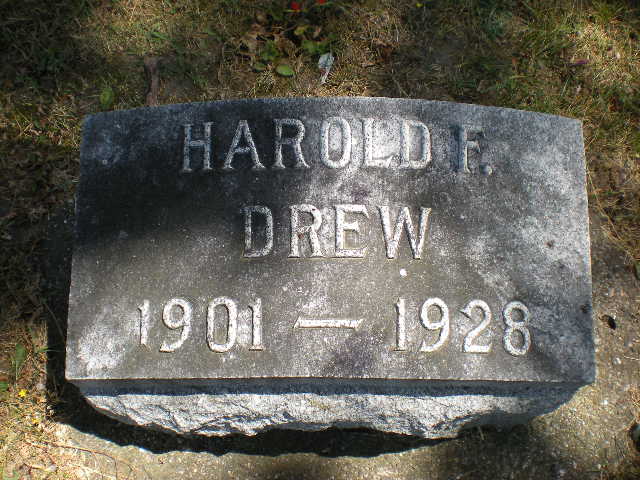 HAROLD F.
DREW
1901 — 1928